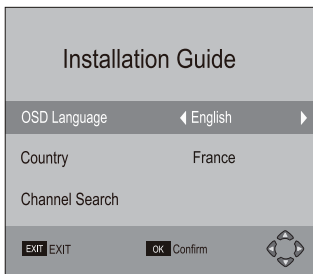 Installation Guide
OSD Language English
Country France
Channel Search
EXIT EXIT OK Confirm